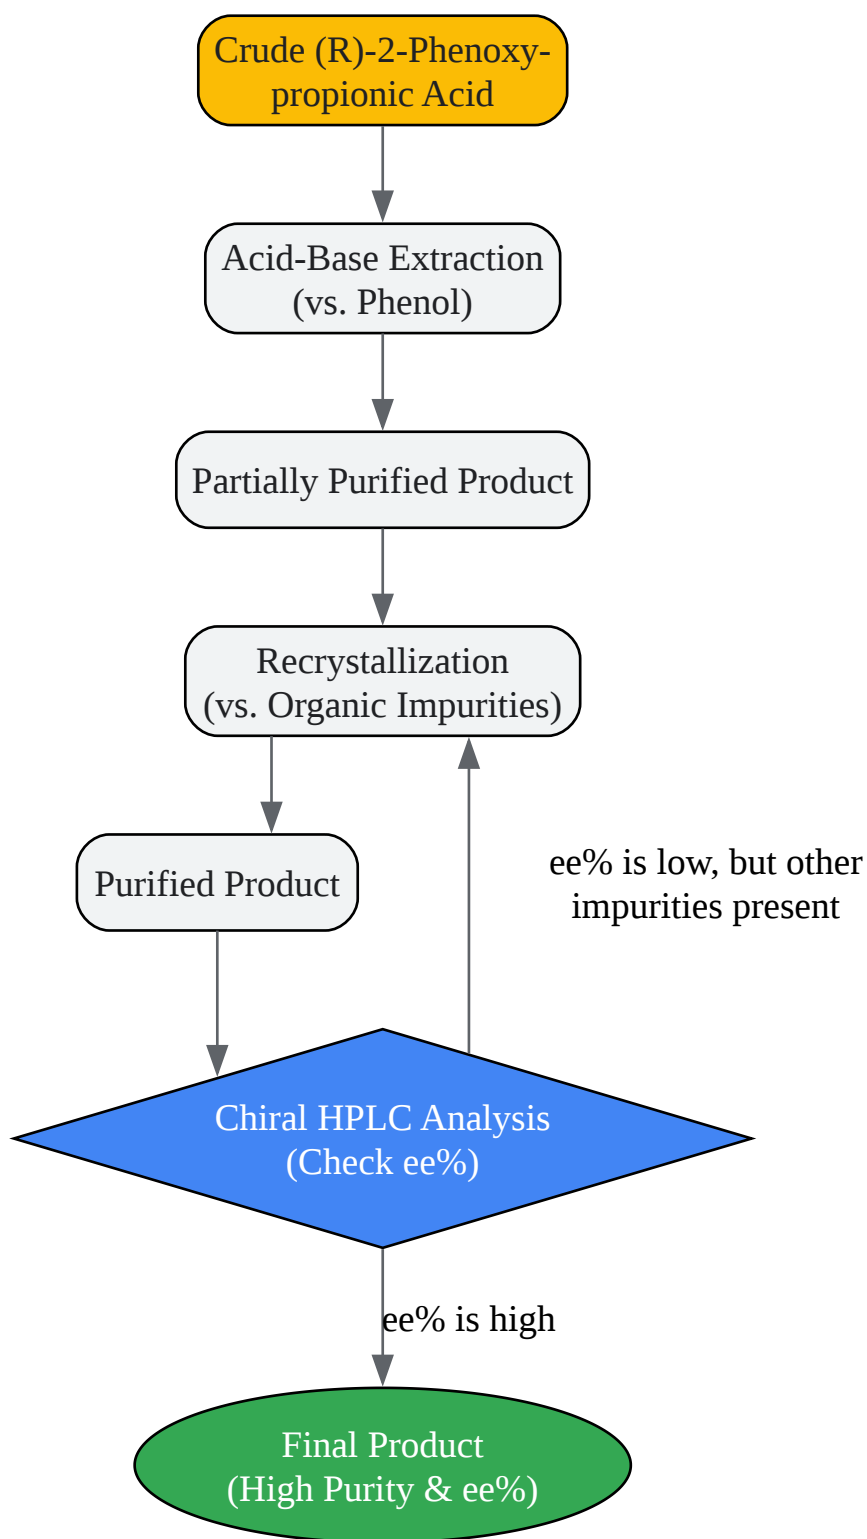 Crude (R)-2-Phenoxy-
propionic Acid
Acid-Base Extraction
(vs. Phenol)
Partially Purified Product
Recrystallization
(vs. Organic Impurities)
Purified Product
ee% is low, but other
impurities present
Chiral HPLC Analysis
(Check ee%)
ee% is high
Final Product
(High Purity & ee%)